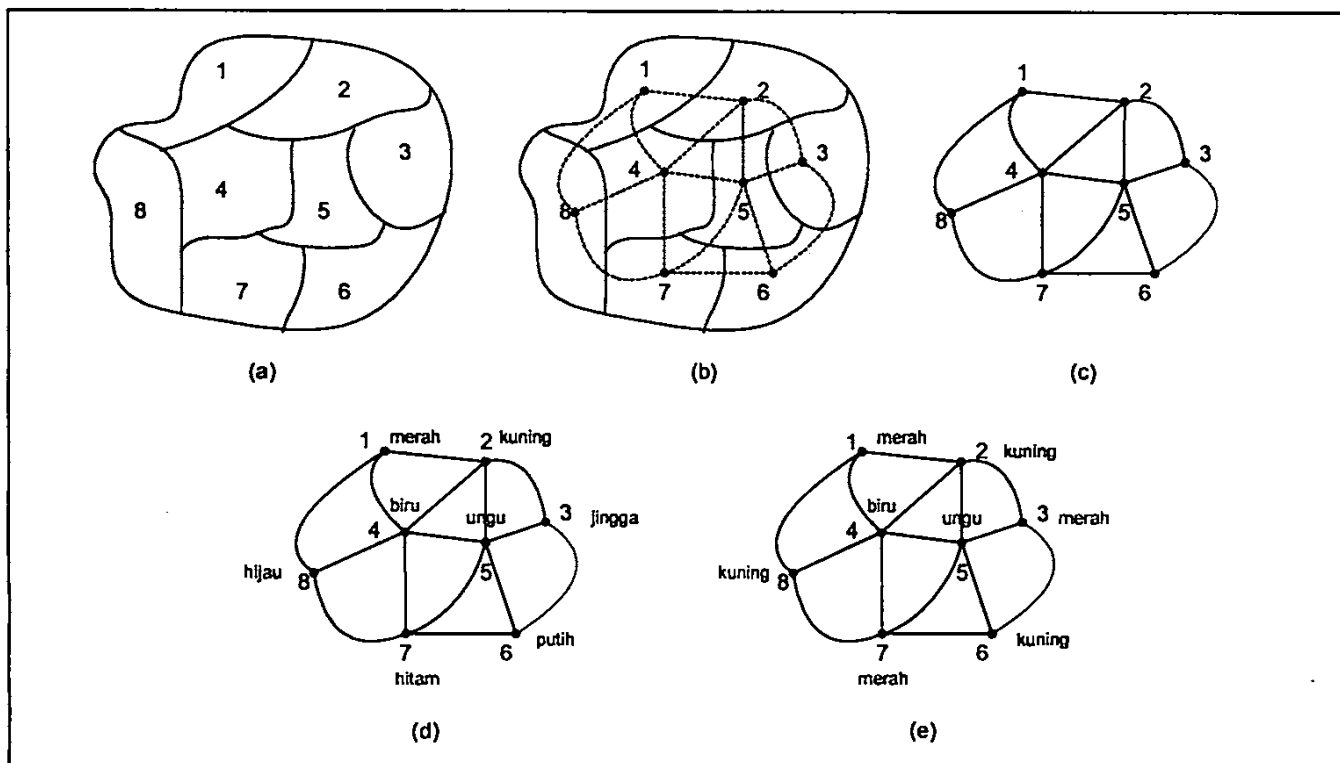 1
2
3
4
5
6
7
8
(a)
1
2
3
4
5
6
7
8
(b)
1
2
3
4
5
6
7
8
(c)
1 merah
2 kuning
biru
4
ungu
5
3 jingga
hijau 8
7
hitam
6
putih
(d)
1 merah
2 kuning
biru
4
ungu
5
3 merah
kuning 8
7
merah
6
kuning
(e)